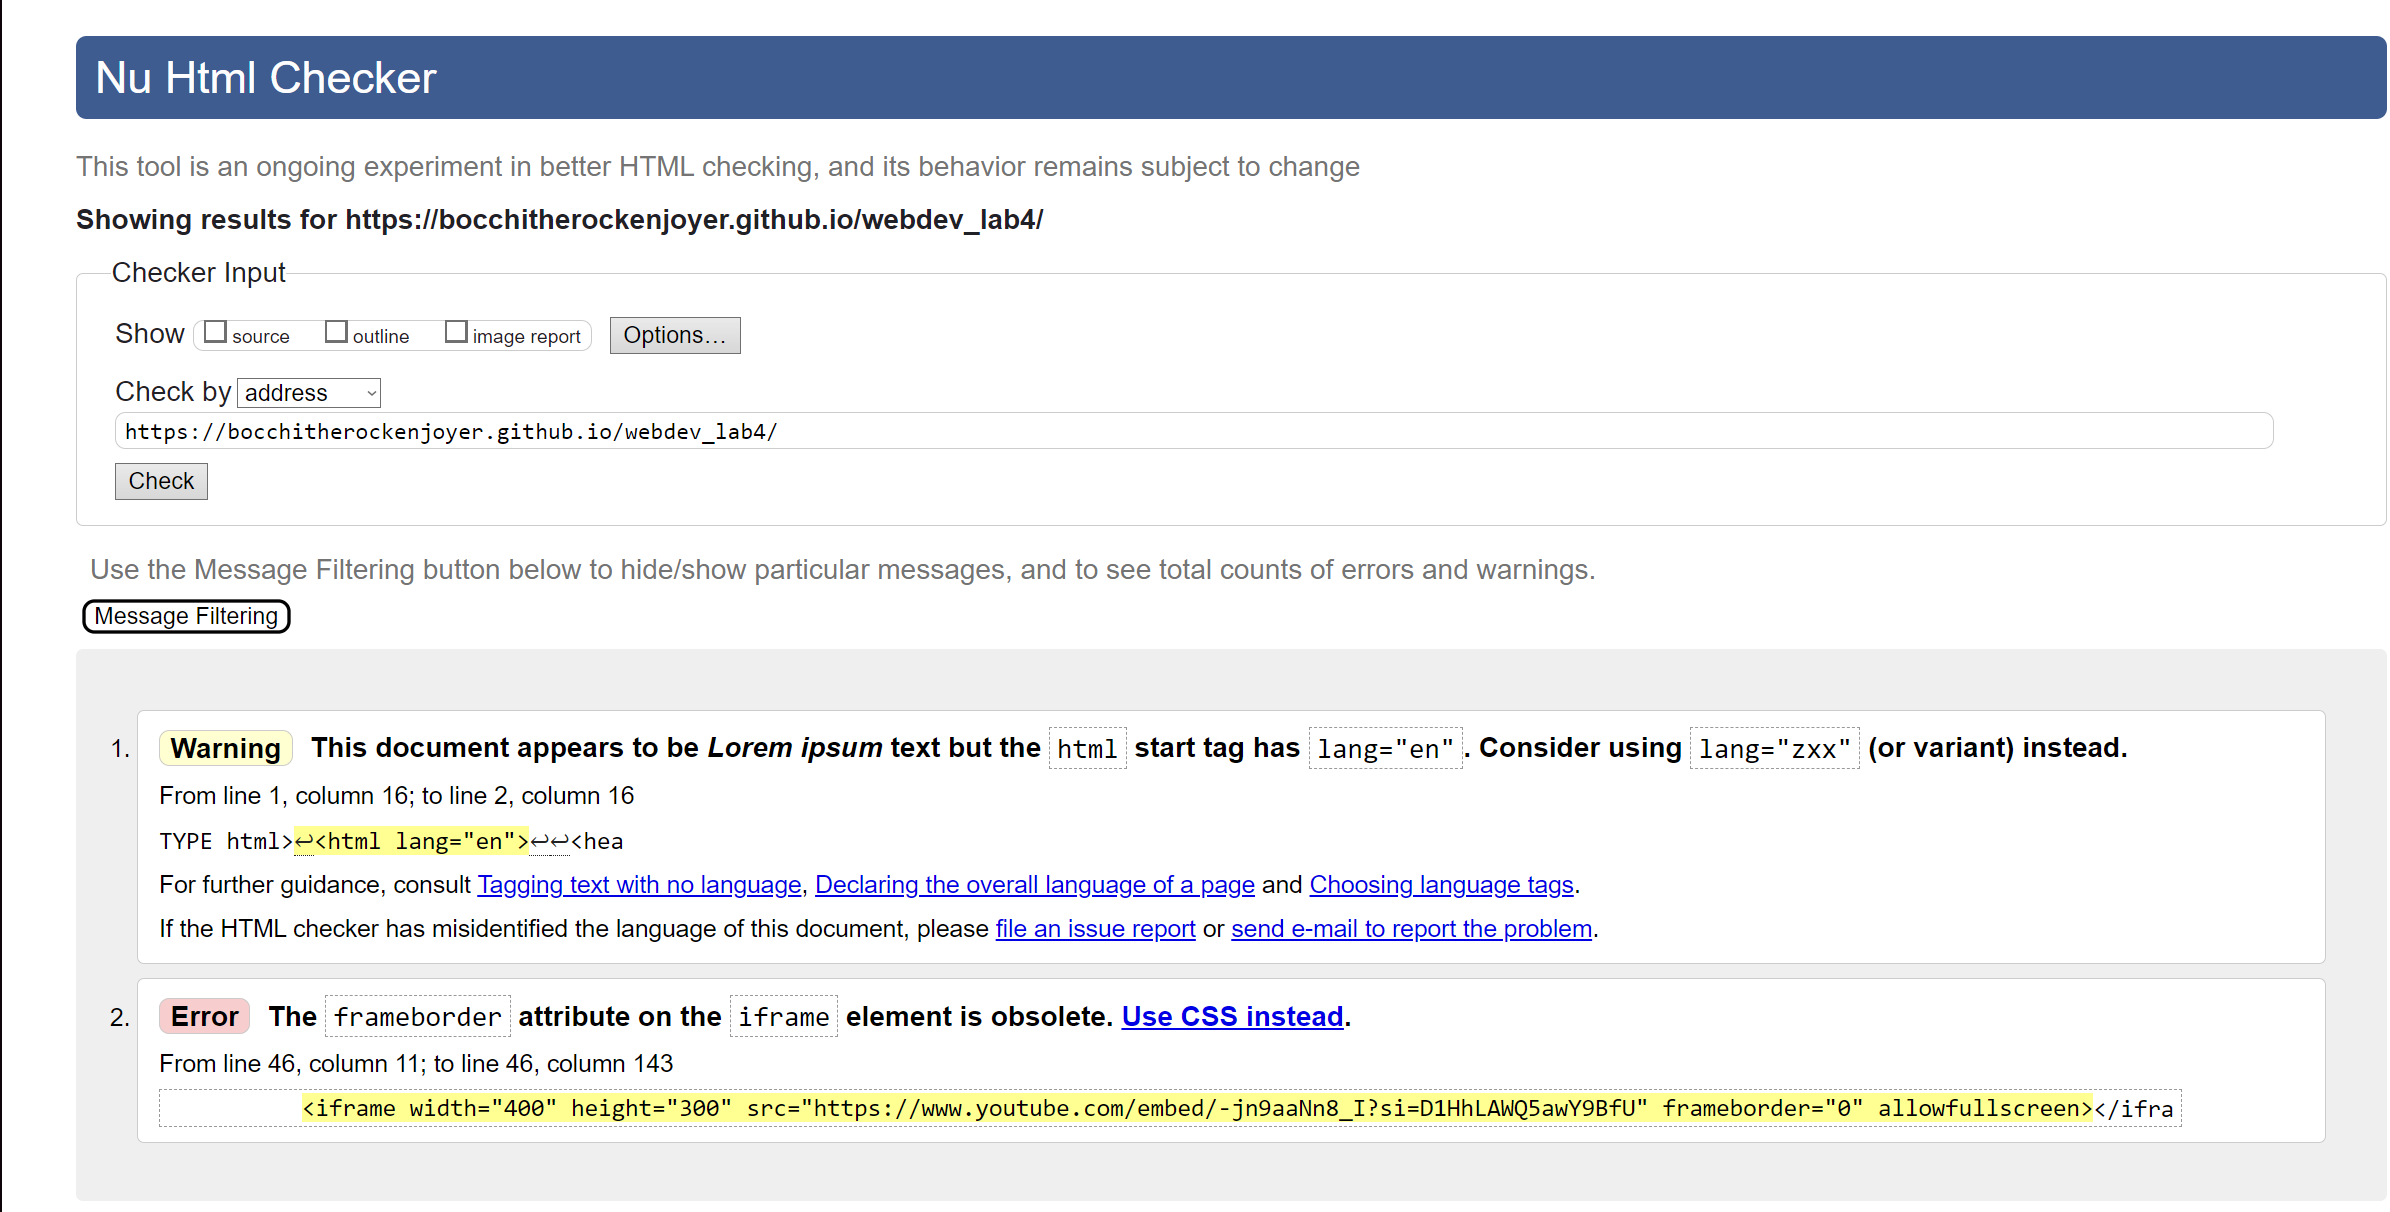 Nu Html Checker
This tool is an ongoing experiment in better HTML checking, and its behavior remains subject to change
Showing results for https://bocchitherockenjoyer.github.io/webdev_lab4/
Checker Input
Show source outline image report Options…
Check by address
https://bocchitherockenjoyer.github.io/webdev_lab4/
Check
Use the Message Filtering button below to hide/show particular messages, and to see total counts of errors and warnings.
Message Filtering
1. Warning This document appears to be Lorem ipsum text but the html start tag has lang="en". Consider using lang="zxx" (or variant) instead.
From line 1, column 16; to line 2, column 16
TYPE html>↩<html lang="en">↩↩<hea
For further guidance, consult Tagging text with no language, Declaring the overall language of a page and Choosing language tags.
If the HTML checker has misidentified the language of this document, please file an issue report or send e-mail to report the problem.
2. Error The frameborder attribute on the iframe element is obsolete. Use CSS instead.
From line 46, column 11; to line 46, column 143
<iframe width="400" height="300" src="https://www.youtube.com/embed/-jn9aaNn8_I?si=D1HhLAWQ5awY9BfU" frameborder="0" allowfullscreen></ifra